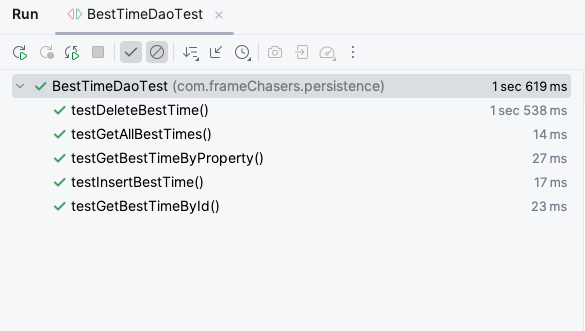 Run BestTimeDaoTest
BestTimeDaoTest (com.frameChasers.persistence) 1 sec 619 ms
testDeleteBestTime() 1 sec 538 ms
testGetAllBestTimes() 14 ms
testGetBestTimeByProperty() 27 ms
testInsertBestTime() 17 ms
testGetBestTimeById() 23 ms